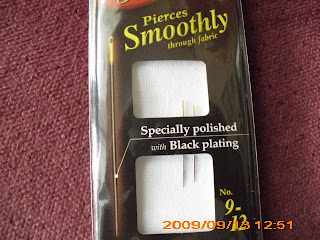 Pierces
Smoothly
through fabric
Specially polished
with Black plating
No.
9-
12
2009/09/13 12:51